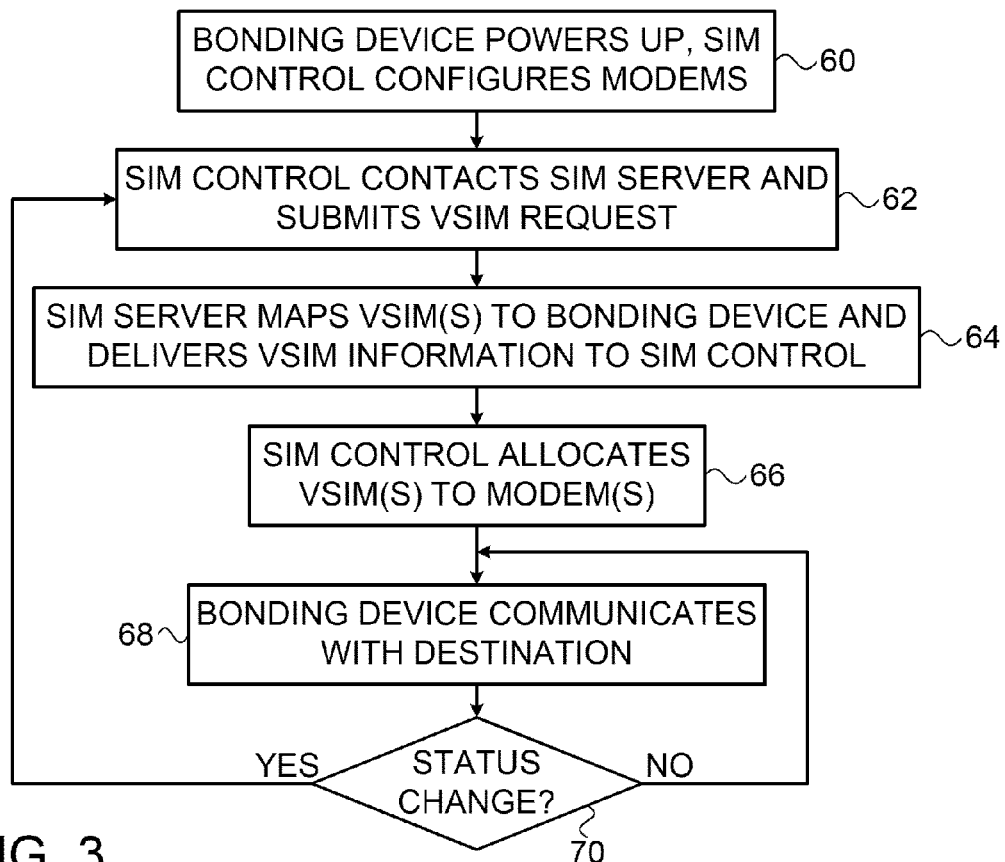 BONDING DEVICE POWERS UP, SIM
CONTROL CONFIGURES MODEMS
60
SIM CONTROL CONTACTS SIM SERVER AND
SUBMITS VSIM REQUEST
62
SIM SERVER MAPS VSIM(S) TO BONDING DEVICE AND
DELIVERS VSIM INFORMATION TO SIM CONTROL
64
SIM CONTROL ALLOCATES
VSIM(S) TO MODEM(S)
66
BONDING DEVICE COMMUNICATES
WITH DESTINATION
68
YES
STATUS
CHANGE?
NO
70
IG. 3